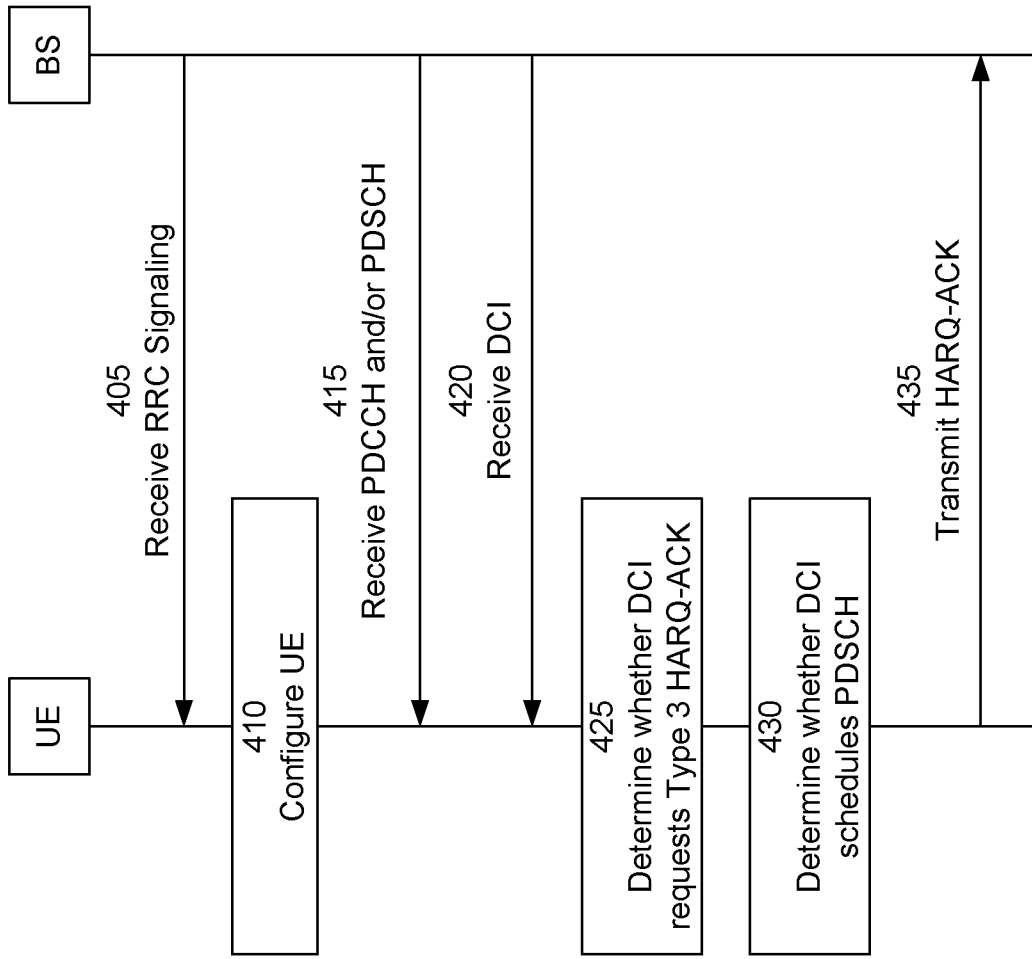 UE
BS
405
Receive RRC Signaling
410
Configure UE
415
Receive PDCCH and/or PDSCH
420
Receive DCI
425
Determine whether DCI
requests Type 3 HARQ-ACK
430
Determine whether DCI
schedules PDSCH
435
Transmit HARQ-ACK